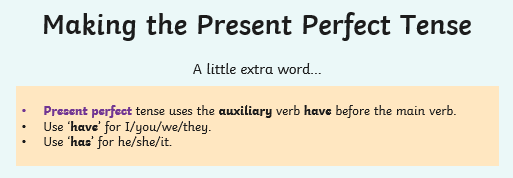 Making the Present Perfect Tense
A little extra word...
• Present perfect tense uses the auxiliary verb have before the main verb.
• Use ‘have’ for I/you/we/they.
• Use ‘has’ for he/she/it.